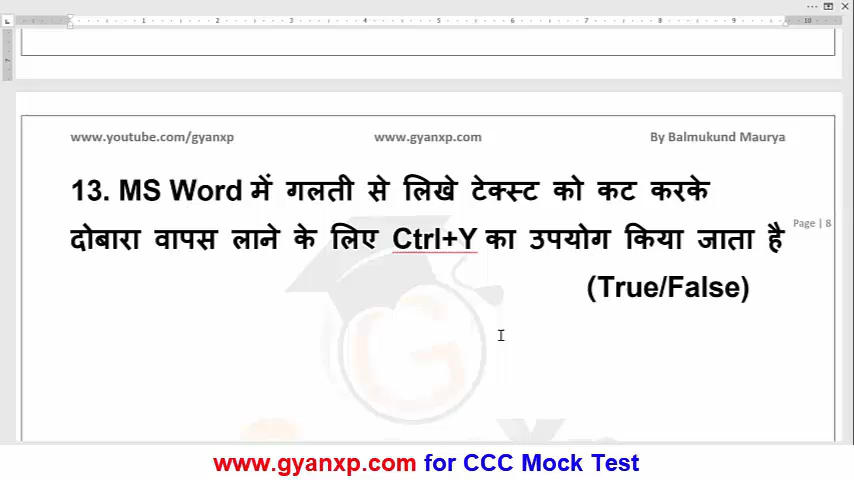 www.youtube.com/gyanxp www.gyanxp.com By Balmukund Maurya
13. MS Word में गलती से लिखे टेक्स्ट को कट करके
Page | 8
दोबारा वापस लाने के लिए Ctrl+Y का उपयोग किया जाता है
(True/False)
www.gyanxp.com for CCC Mock Test